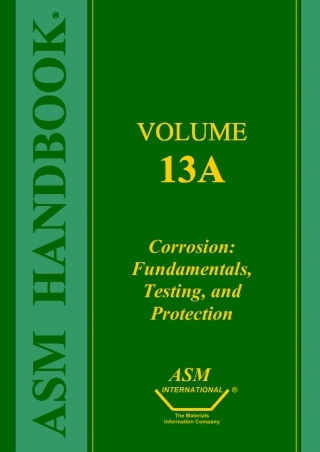 ASM HANDBOOK®
VOLUME
13A
Corrosion:
Fundamentals,
Testing, and
Protection
ASM
INTERNATIONAL ®
The Materials
Information Company